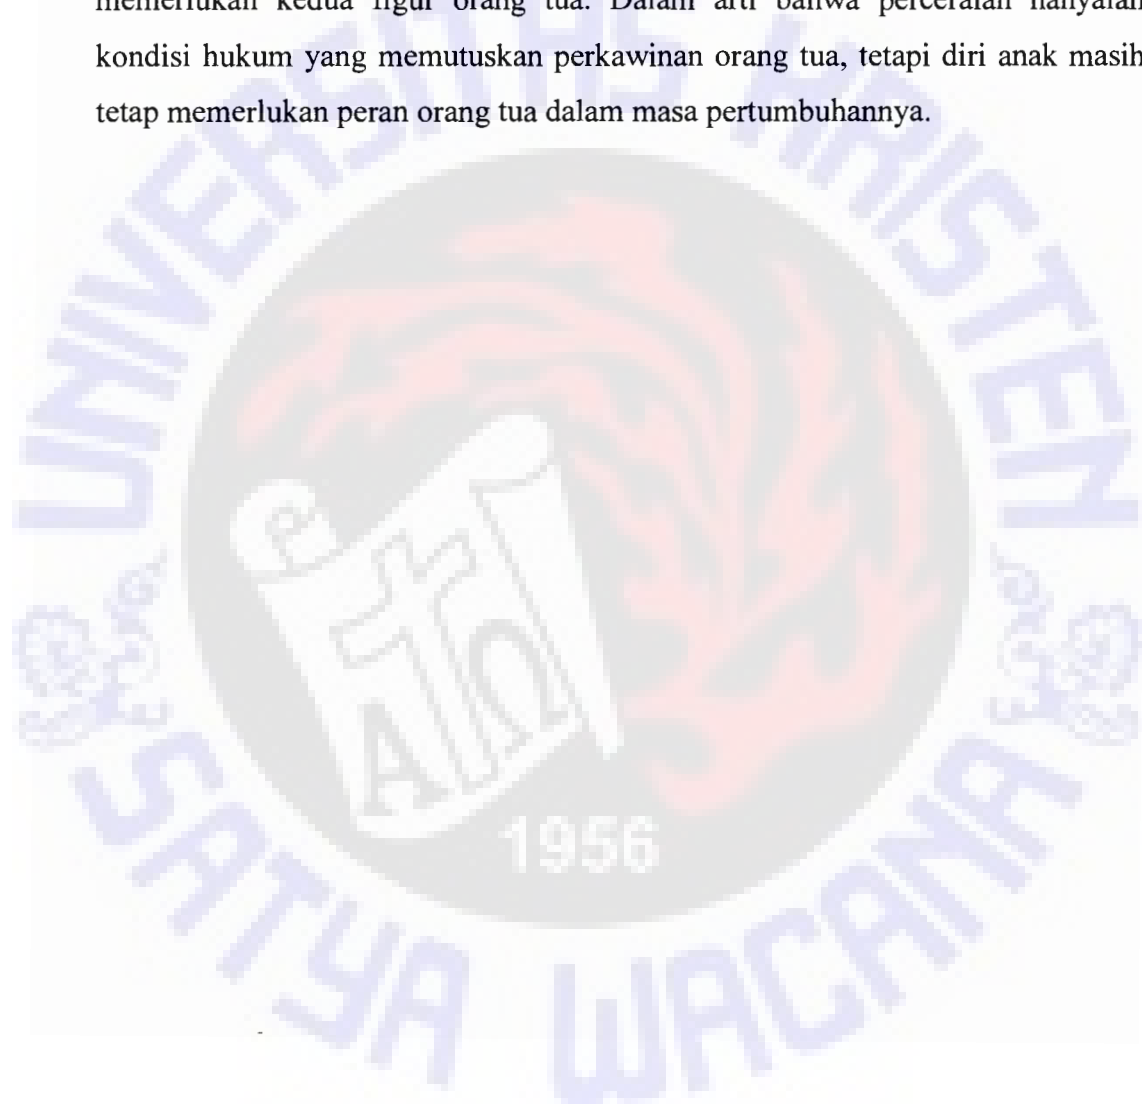 memerlukan kedua figur orang tua. Dalam arti bahwa perceraian hanyalah
kondisi hukum yang memutuskan perkawinan orang tua, tetapi diri anak masih
tetap memerlukan peran orang tua dalam masa pertumbuhannya.
UNIVERSITAS KRISTEN
ΑΩ
1956
SATYA WACANA